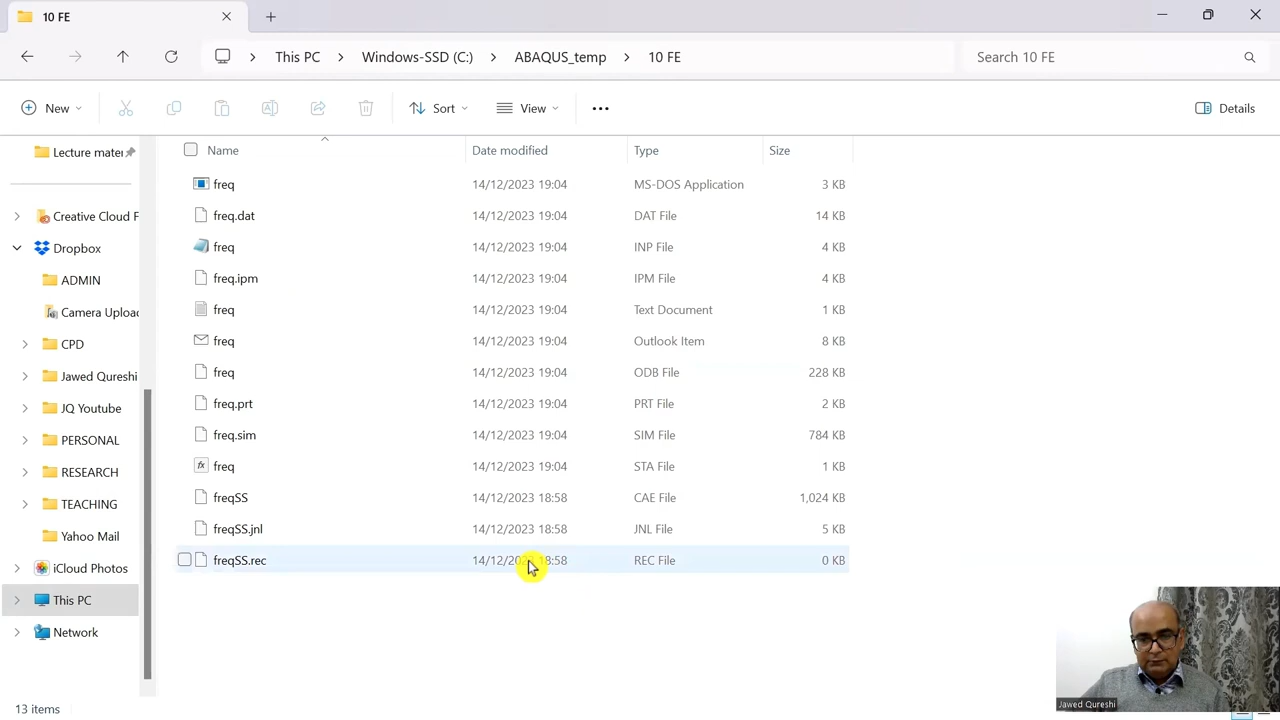 10 FE
This PC
Windows-SSD (C:)
ABAQUS_temp
10 FE
Search 10 FE
New
Sort
View
Details
Lecture mater
Creative Cloud F
Dropbox
ADMIN
Camera Uploac
CPD
Jawed Qureshi
JQ Youtube
PERSONAL
RESEARCH
TEACHING
Yahoo Mail
iCloud Photos
This PC
Network
Name Date modified Type Size
freq 14/12/2023 19:04 MS-DOS Application 3 KB
freq.dat 14/12/2023 19:04 DAT File 14 KB
freq 14/12/2023 19:04 INP File 4 KB
freq.ipm 14/12/2023 19:04 IPM File 4 KB
freq 14/12/2023 19:04 Text Document 1 KB
freq 14/12/2023 19:04 Outlook Item 8 KB
freq 14/12/2023 19:04 ODB File 228 KB
freq.prt 14/12/2023 19:04 PRT File 2 KB
freq.sim 14/12/2023 19:04 SIM File 784 KB
freq 14/12/2023 19:04 STA File 1 KB
freqSS 14/12/2023 18:58 CAE File 1,024 KB
freqSS.jnl 14/12/2023 18:58 JNL File 5 KB
freqSS.rec 14/12/2023 18:58 REC File 0 KB
Jawed Qureshi
13 items